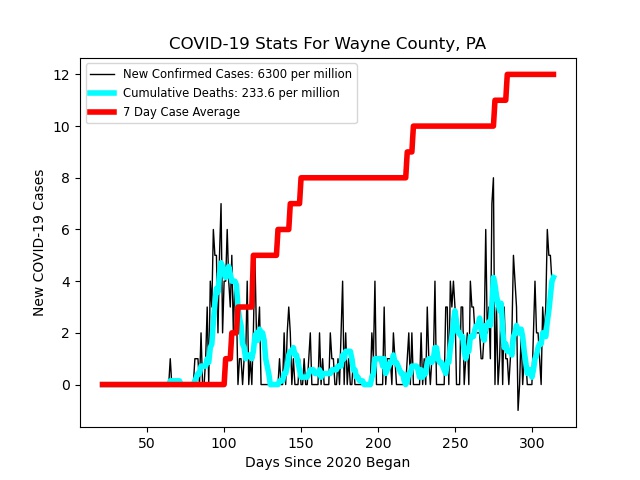 COVID-19 Stats For Wayne County, PA
New Confirmed Cases: 6300 per million
Cumulative Deaths: 233.6 per million
7 Day Case Average
12
10
8
6
4
2
0
New COVID-19 Cases
50
100
150
200
250
300
Days Since 2020 Began